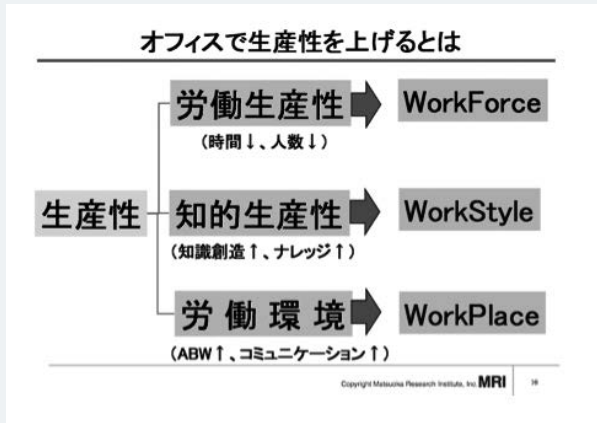 オフィスで生産性を上げるとは
労働生産性
WorkForce
(時間↓、人数↓)
生産性
知的生産性
WorkStyle
(知識創造↑、ナレッジ↑)
労働環境
WorkPlace
(ABW↑、コミュニケーション↑)
Copyright Matsuoka Research Institute, Inc. MRI